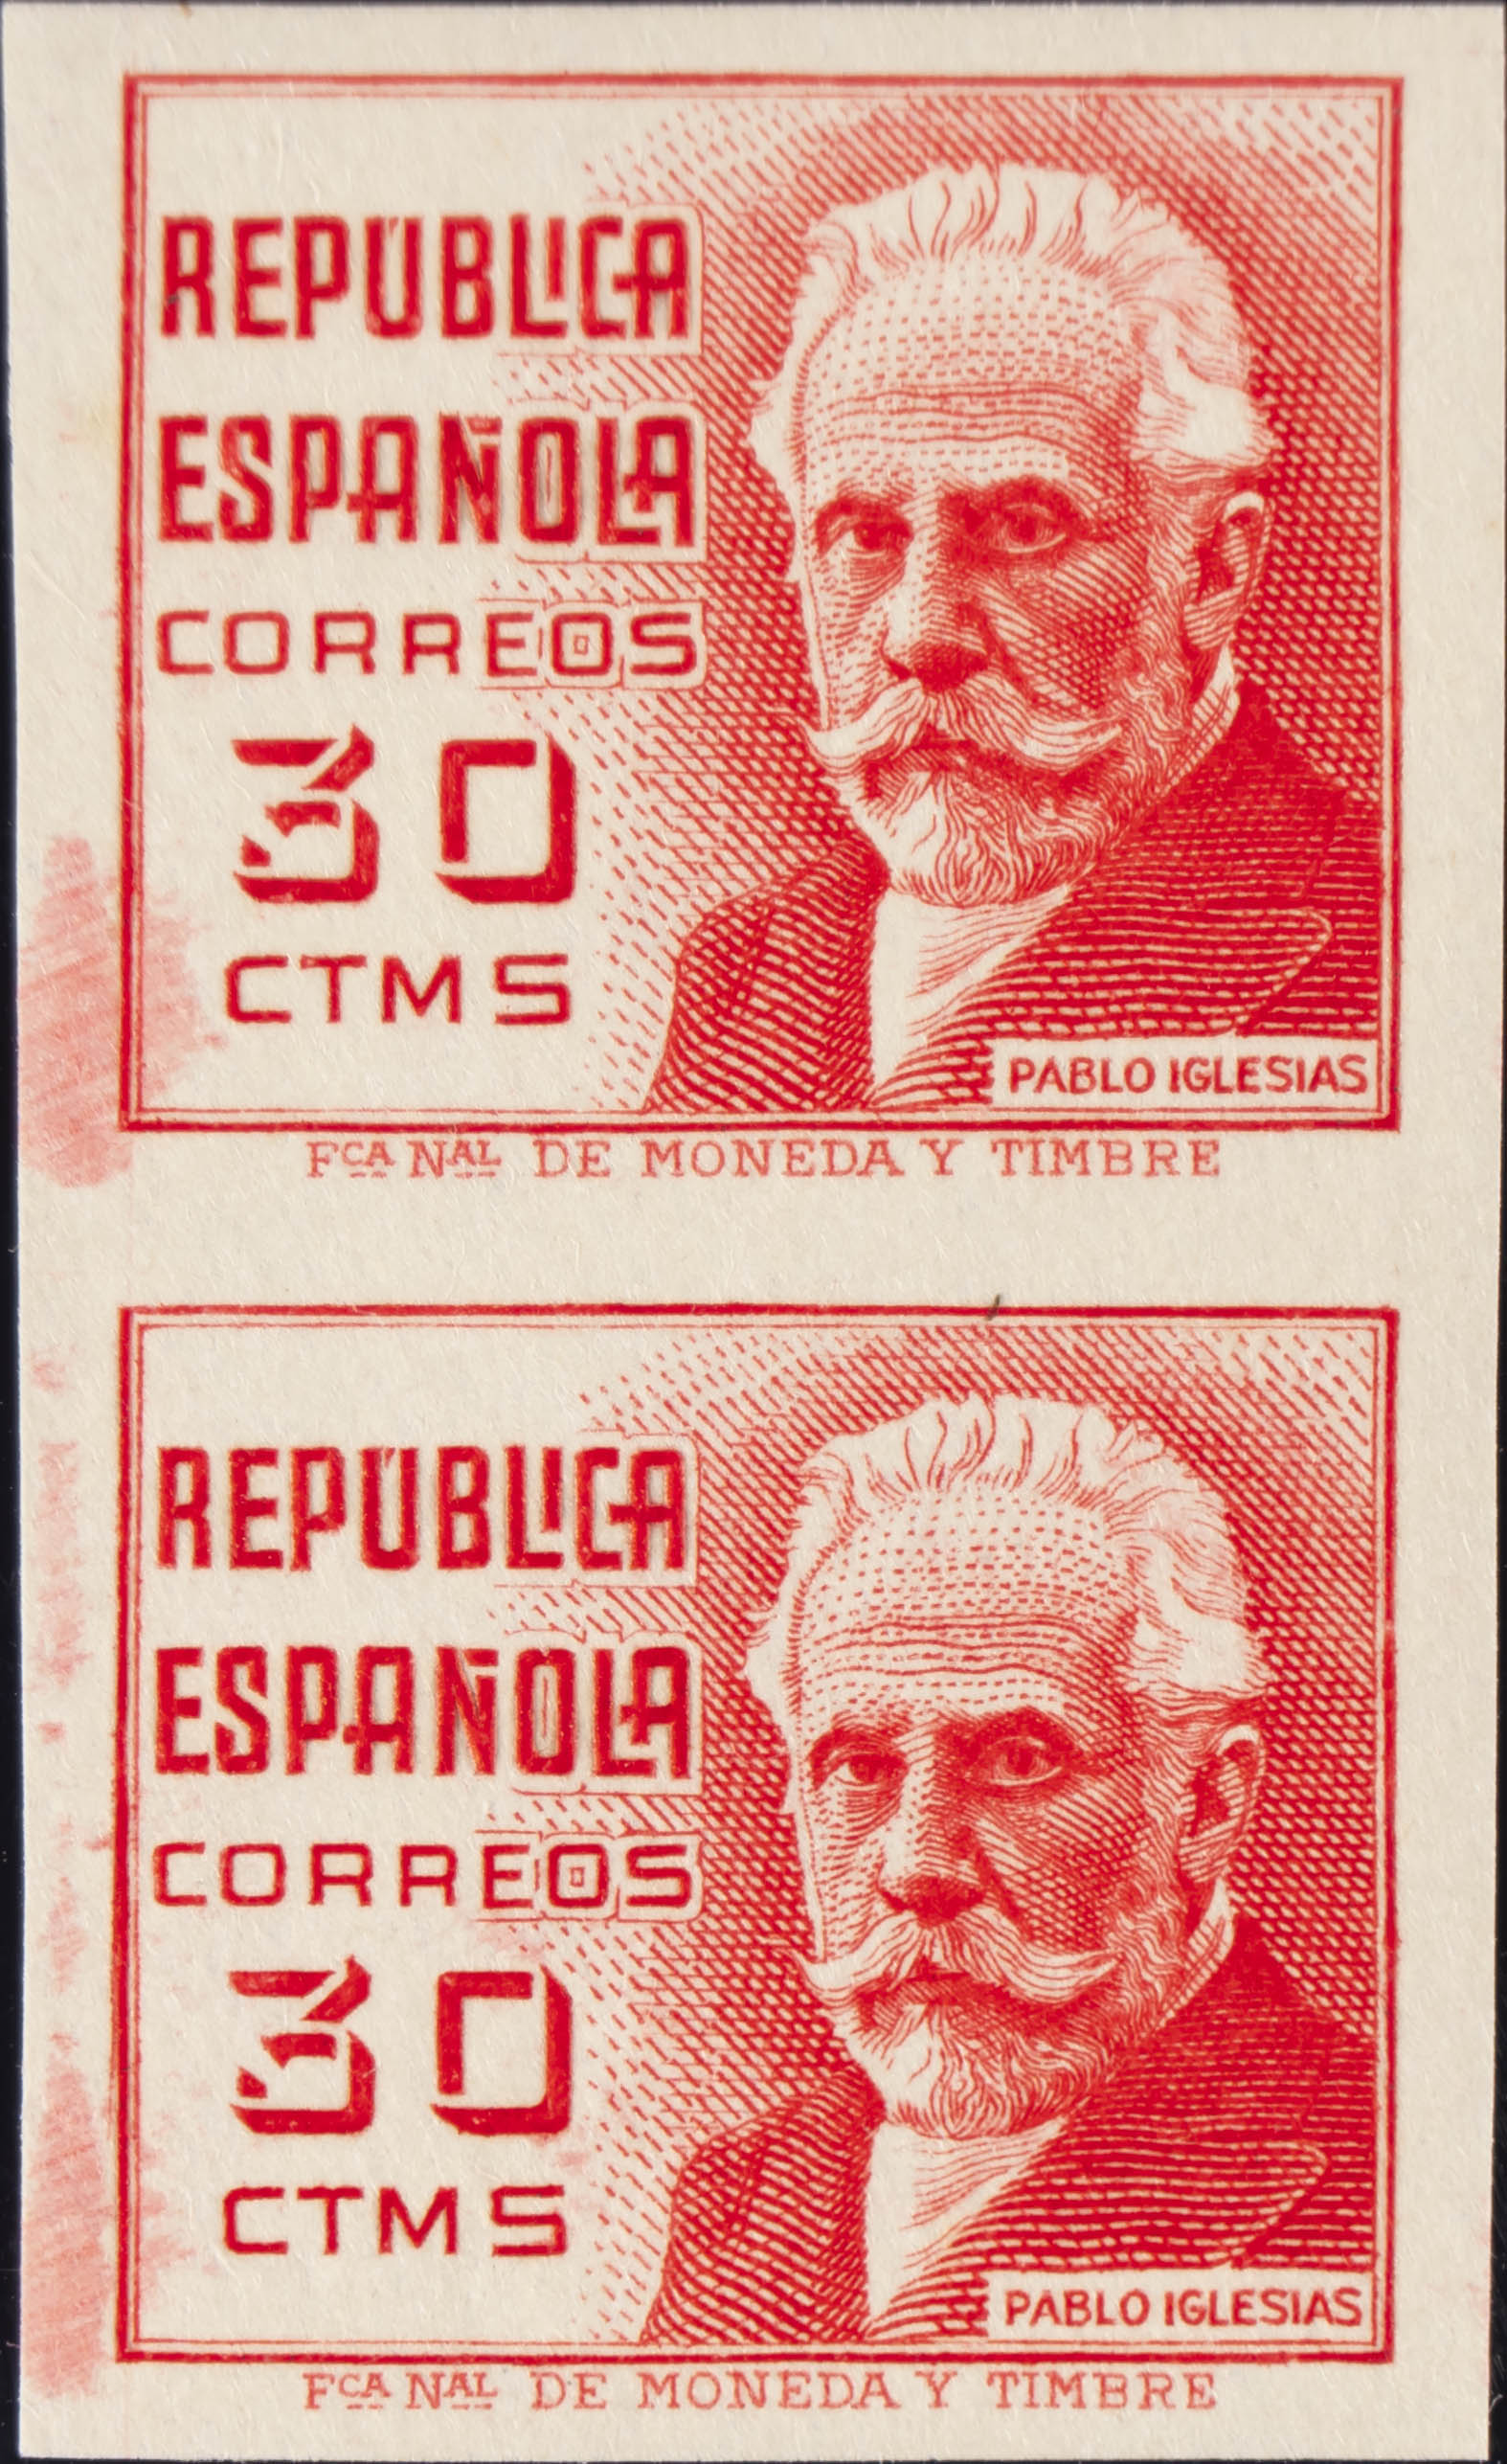 REPÚBLICA
ESPAÑOLA
CORREOS
30
CTMS
PABLO IGLESIAS
FCA NAL DE MONEDA Y TIMBRE
REPÚBLICA
ESPAÑOLA
CORREOS
30
CTMS
PABLO IGLESIAS
FCA NAL DE MONEDA Y TIMBRE